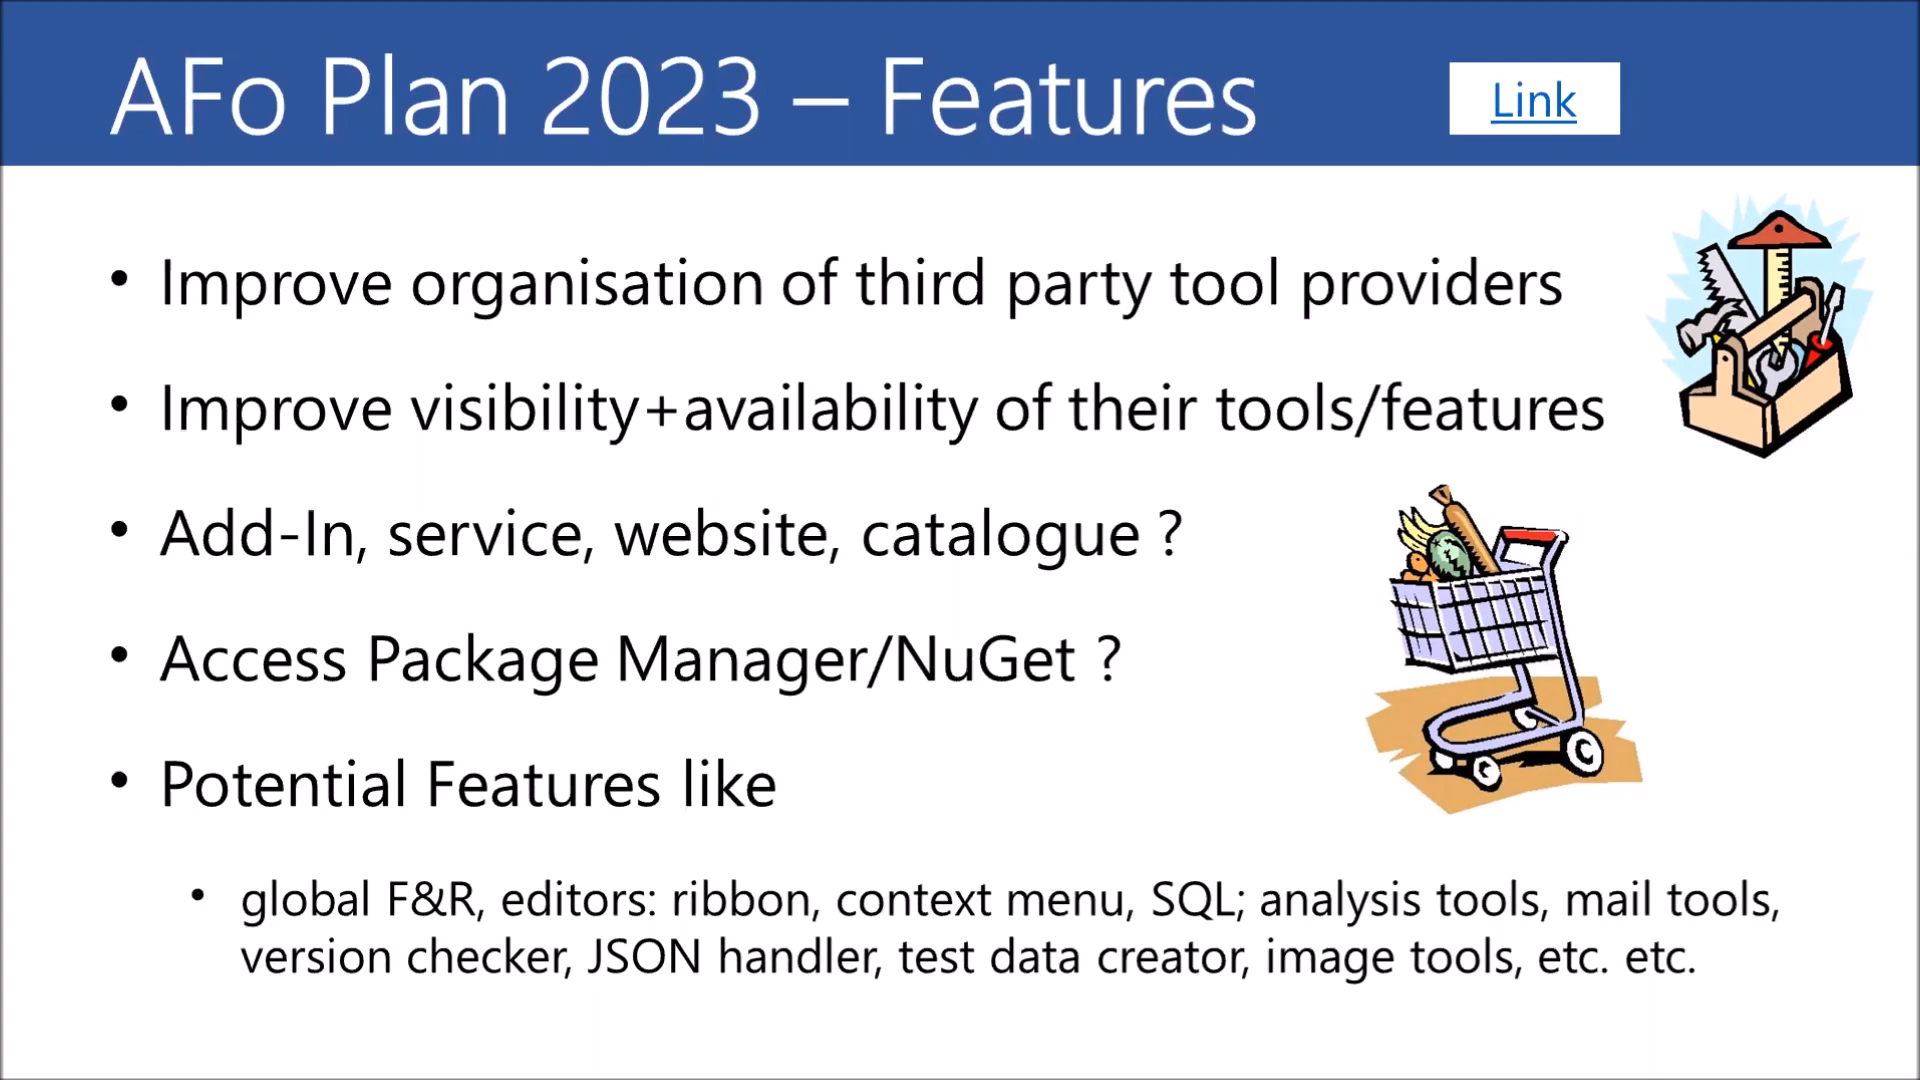 AFo Plan 2023 – Features
Link
• Improve organisation of third party tool providers
• Improve visibility+availability of their tools/features
• Add-In, service, website, catalogue ?
• Access Package Manager/NuGet ?
• Potential Features like
• global F&R, editors: ribbon, context menu, SQL; analysis tools, mail tools,
version checker, JSON handler, test data creator, image tools, etc. etc.